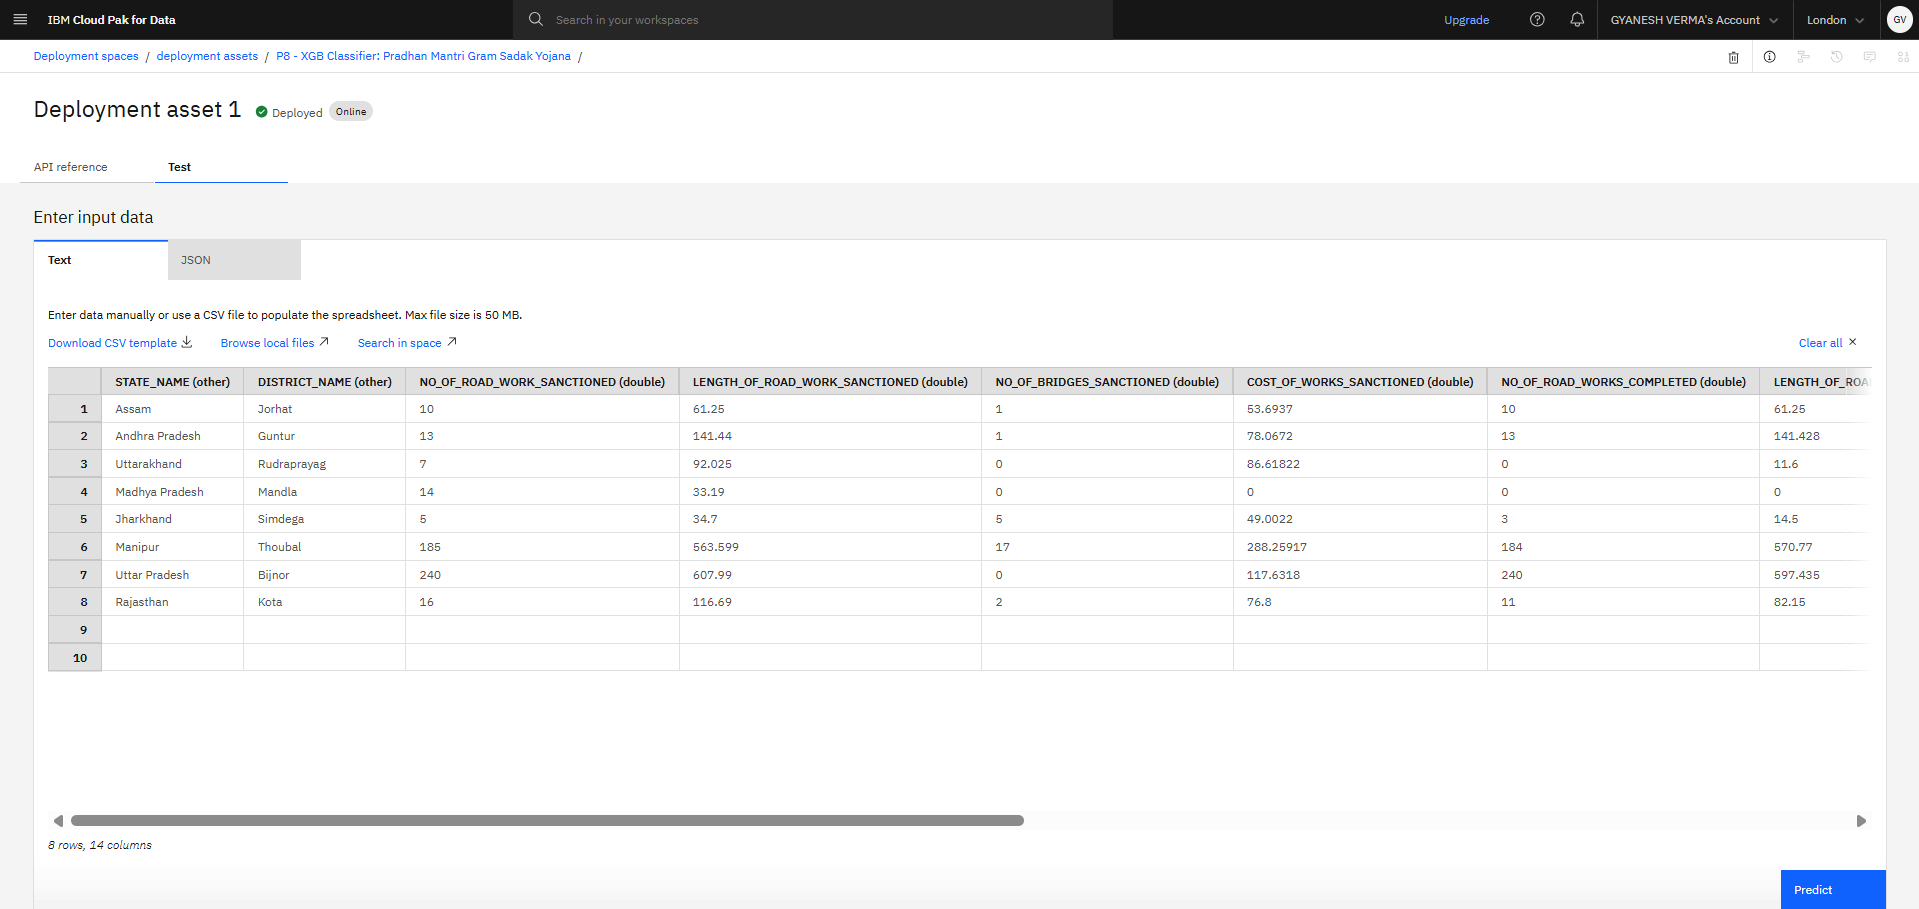 IBM Cloud Pak for Data
Search in your workspaces
Upgrade
GYANESH VERMA's Account
London
GV
Deployment spaces / deployment assets / P8 - XGB Classifier: Pradhan Mantri Gram Sadak Yojana /
Deployment asset 1 Deployed Online
API reference Test
Enter input data
Text JSON
Enter data manually or use a CSV file to populate the spreadsheet. Max file size is 50 MB.
Download CSV template Browse local files Search in space Clear all
STATE_NAME (other) DISTRICT_NAME (other) NO_OF_ROAD_WORK_SANCTIONED (double) LENGTH_OF_ROAD_WORK_SANCTIONED (double) NO_OF_BRIDGES_SANCTIONED (double) COST_OF_WORKS_SANCTIONED (double) NO_OF_ROAD_WORKS_COMPLETED (double) LENGTH_OF_ROA
1 Assam Jorhat 10 61.25 1 53.6937 10 61.25
2 Andhra Pradesh Guntur 13 141.44 1 78.0672 13 141.428
3 Uttarakhand Rudraprayag 7 92.025 0 86.61822 0 11.6
4 Madhya Pradesh Mandla 14 33.19 0 0 0 0
5 Jharkhand Simdega 5 34.7 5 49.0022 3 14.5
6 Manipur Thoubal 185 563.599 17 288.25917 184 570.77
7 Uttar Pradesh Bijnor 240 607.99 0 117.6318 240 597.435
8 Rajasthan Kota 16 116.69 2 76.8 11 82.15
9
10
8 rows, 14 columns
Predict